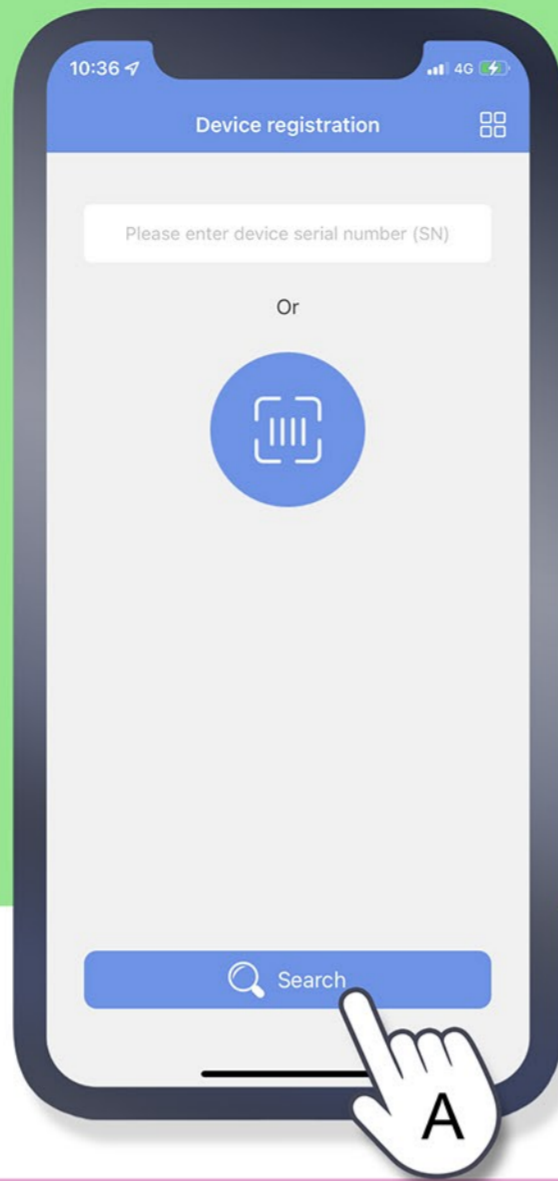 10:36
4G
Device registration
Please enter device serial number (SN)
Or
Search
A